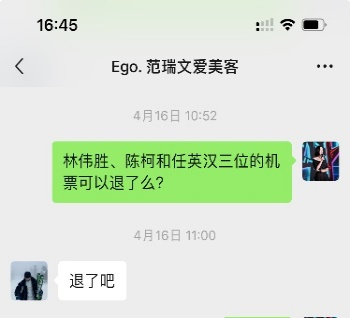 16:45
Ego. 范瑞文爱美客
4月16日 10:52
林伟胜、陈柯和任英汉三位的机
票可以退了么?
4月16日 11:00
退了吧